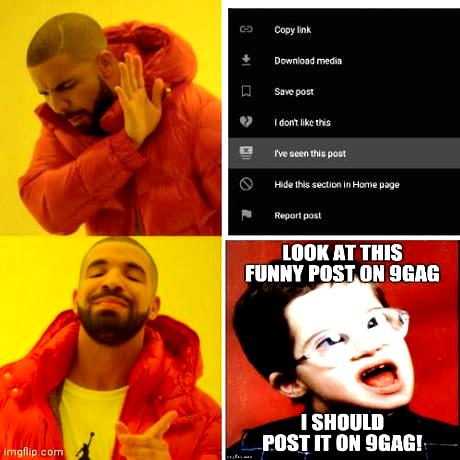 Copy link
Download media
Save post
I don't like this
I've seen this post
Hide this section in Home page
Report post
LOOK AT THIS
FUNNY POST ON 9GAG
I SHOULD
POST IT ON 9GAG!
imgflip.com